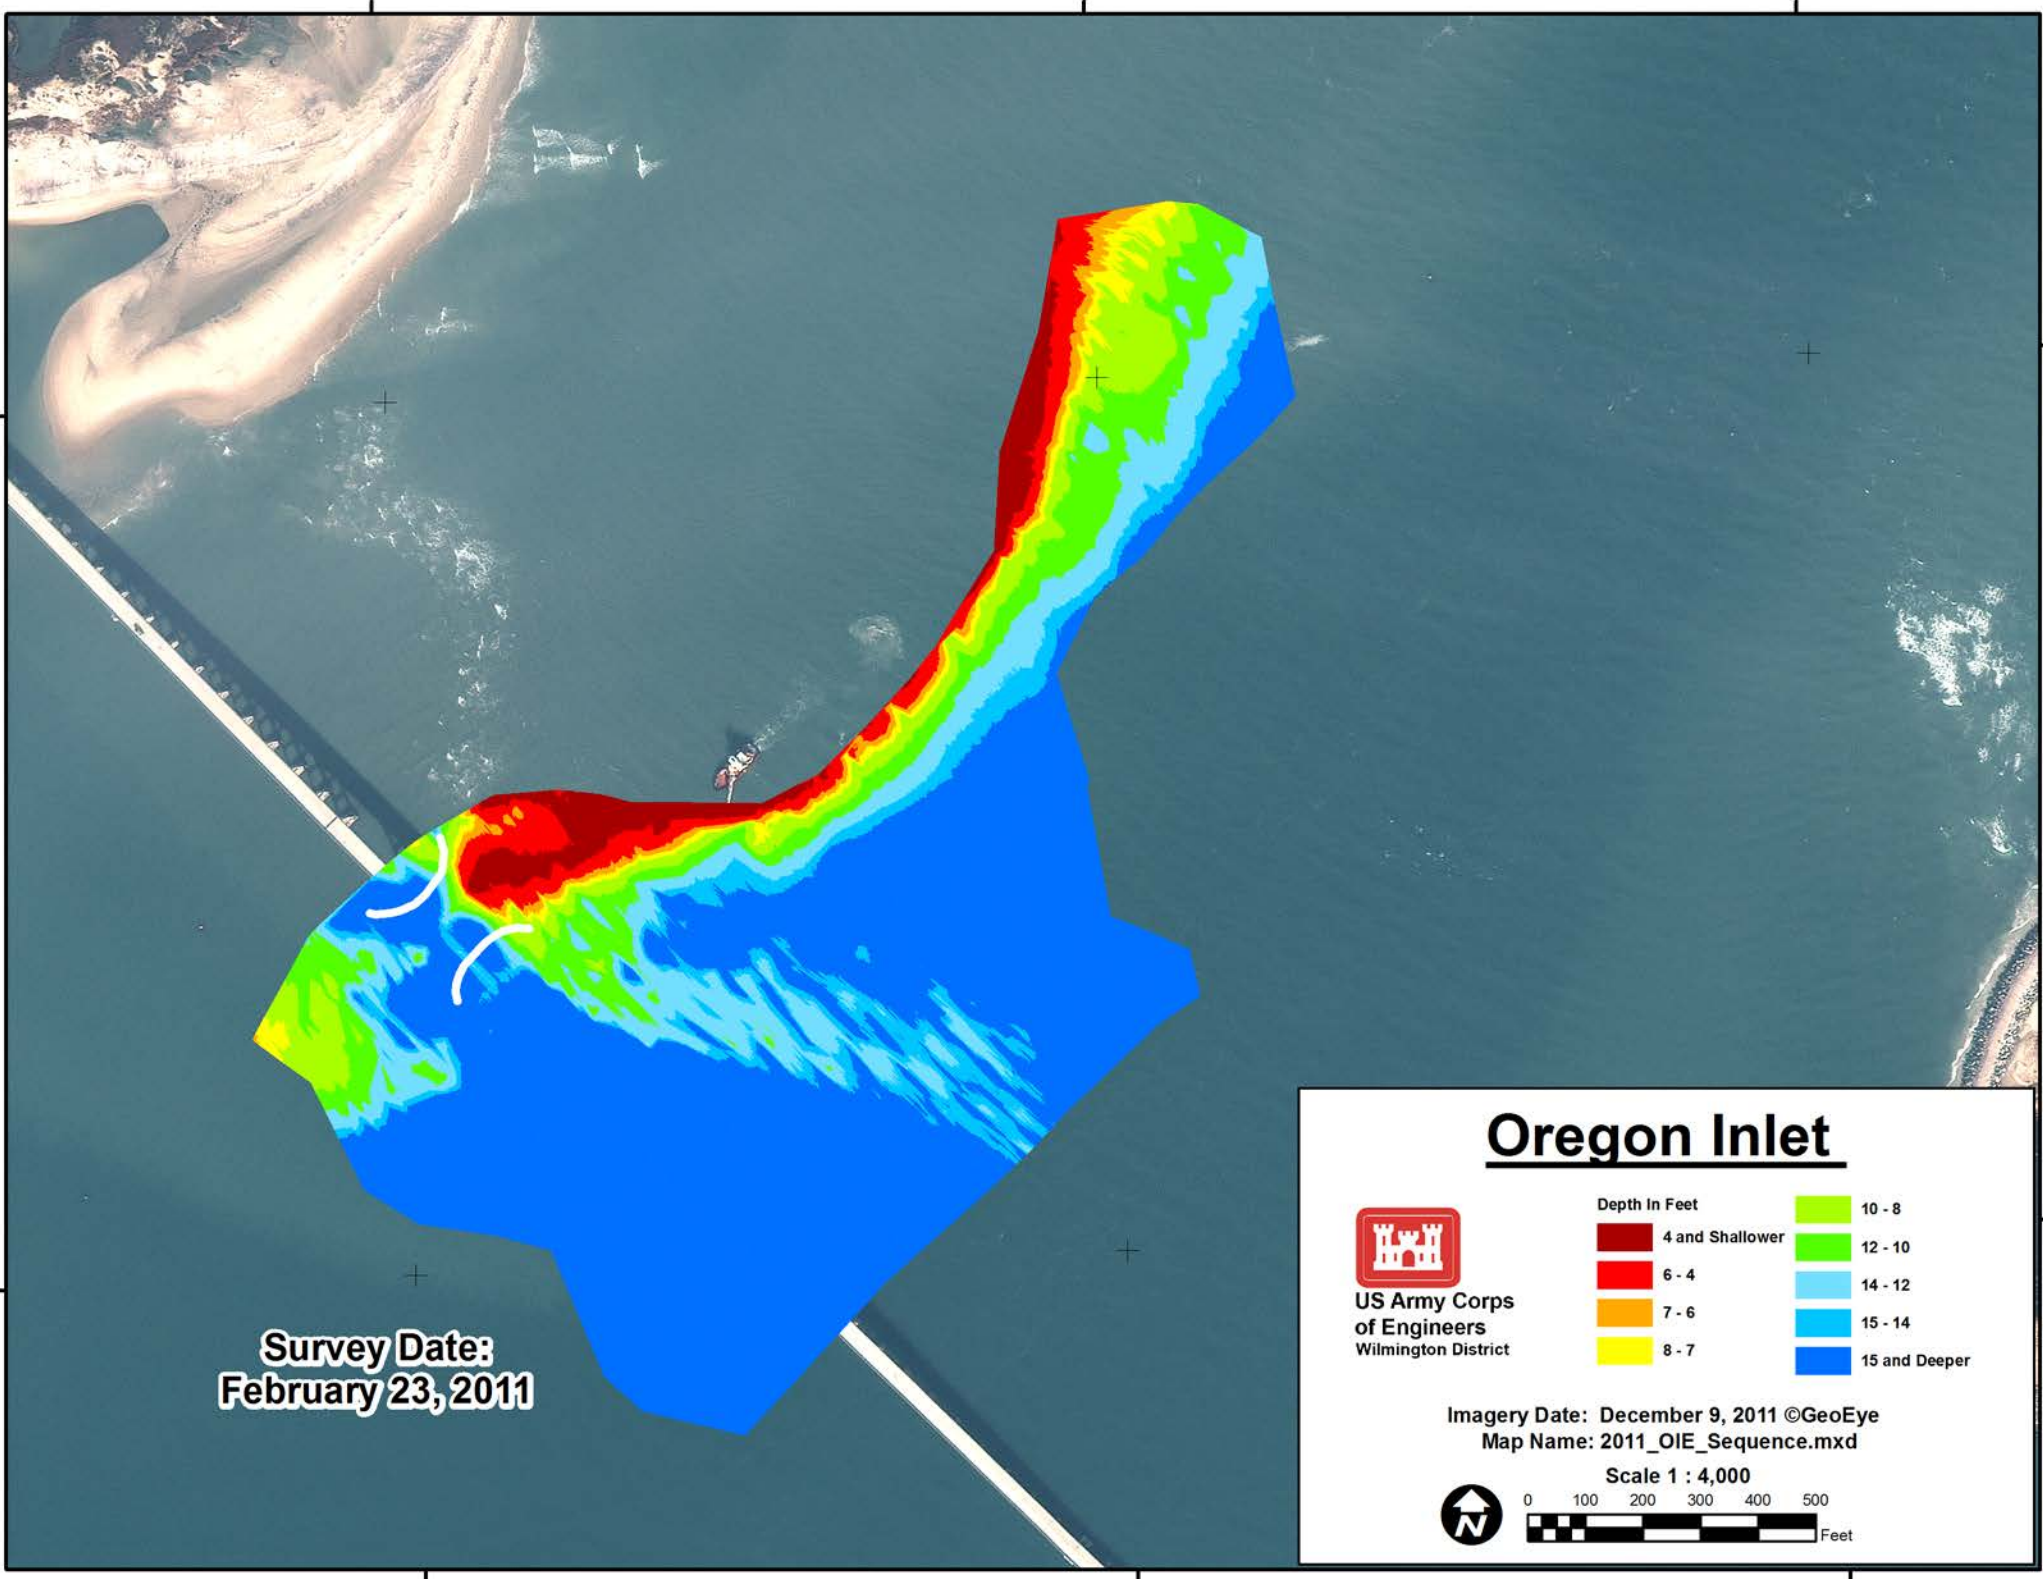 Survey Date:
February 23, 2011
Oregon Inlet
US Army Corps
of Engineers
Wilmington District
Depth In Feet
4 and Shallower
6 - 4
7 - 6
8 - 7
10 - 8
12 - 10
14 - 12
15 - 14
15 and Deeper
Imagery Date: December 9, 2011 ©GeoEye
Map Name: 2011_OIE_Sequence.mxd
Scale 1 : 4,000
N
0 100 200 300 400 500
Feet